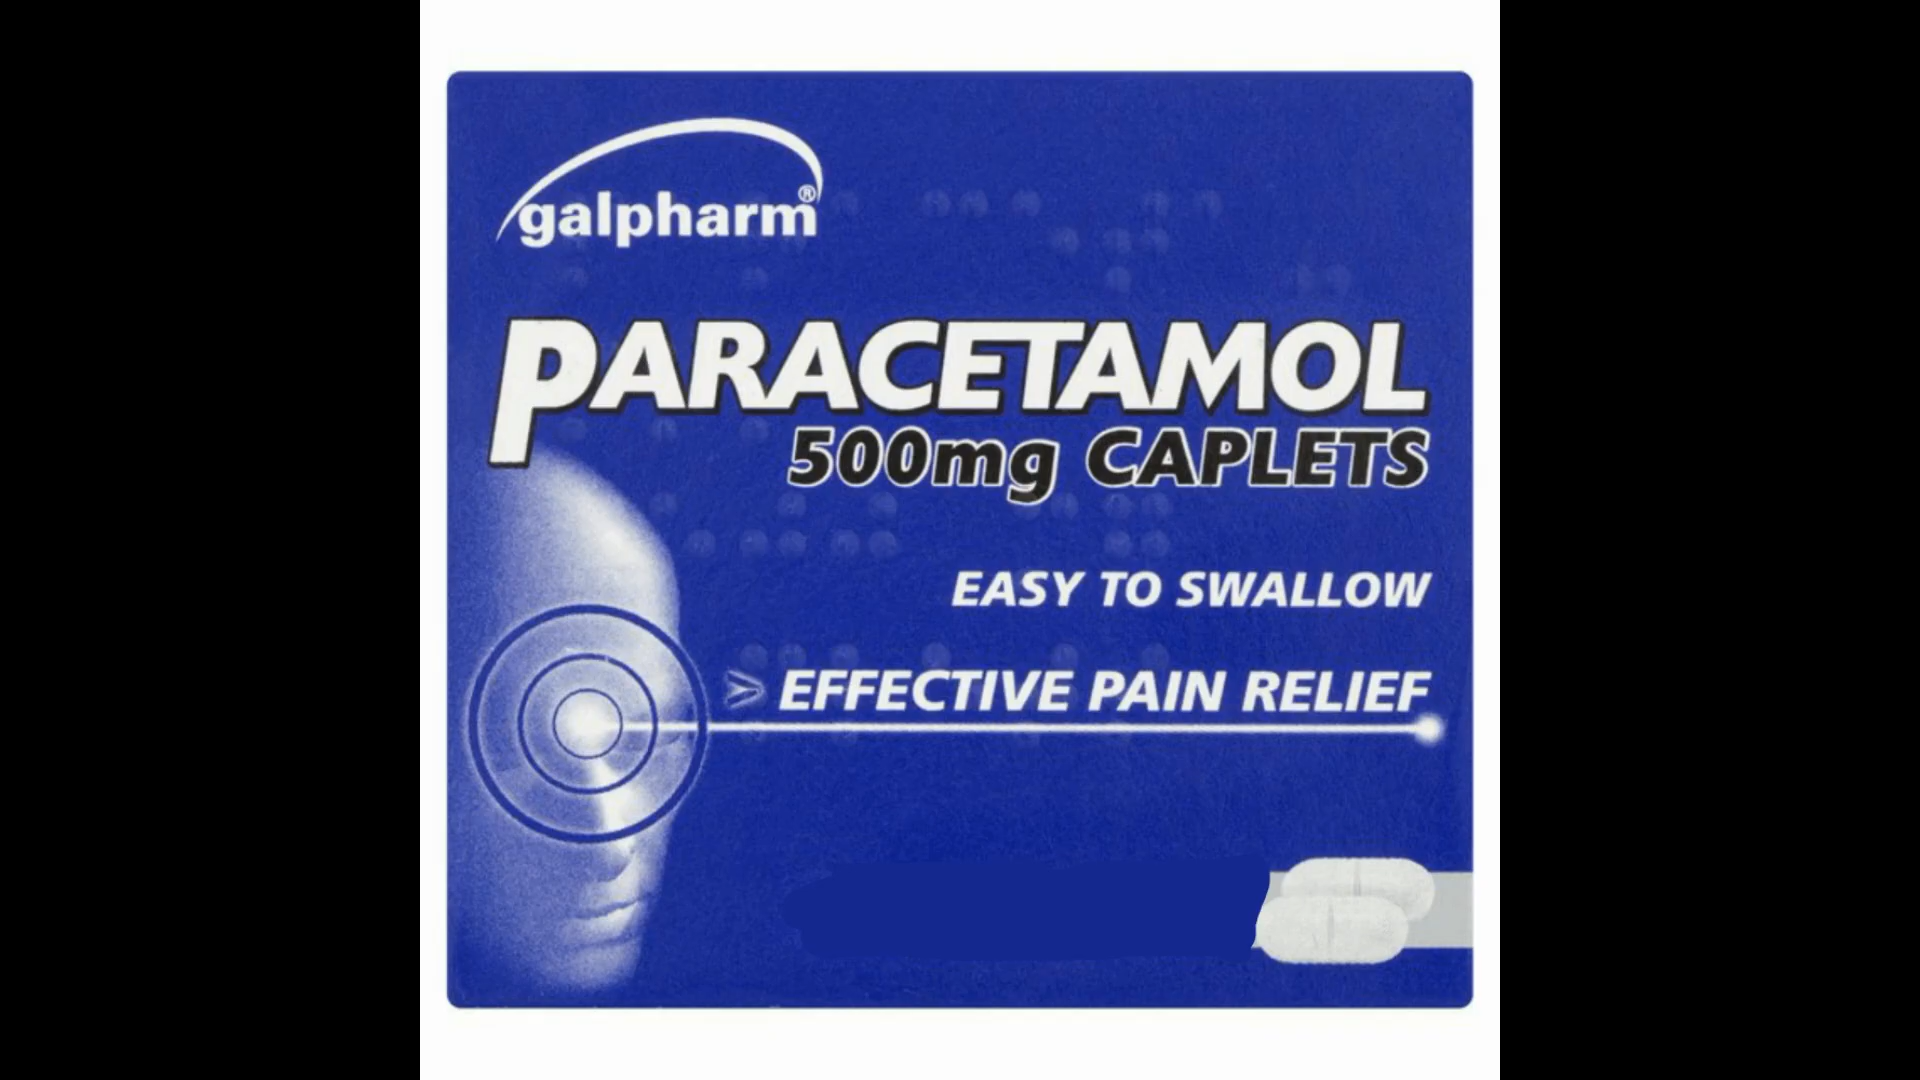 galpharm®
PARACETAMOL
500mg CAPLETS
EASY TO SWALLOW
> EFFECTIVE PAIN RELIEF